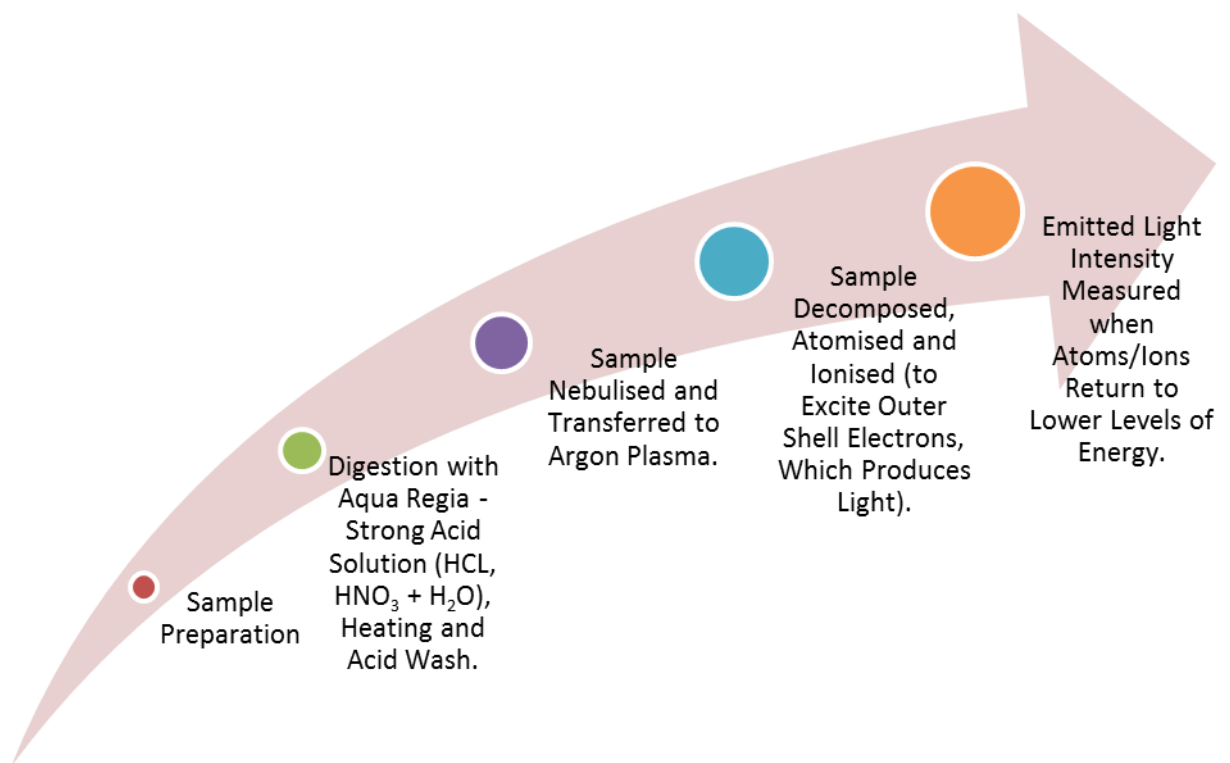 Sample
Preparation
Digestion with
Aqua Regia -
Strong Acid
Solution (HCL,
HNO₃ + H₂O),
Heating and
Acid Wash.
Sample
Nebulised and
Transferred to
Argon Plasma.
Sample
Decomposed,
Atomised and
Ionised (to
Excite Outer
Shell Electrons,
Which Produces
Light).
Emitted Light
Intensity
Measured
when
Atoms/Ions
Return to
Lower Levels of
Energy.